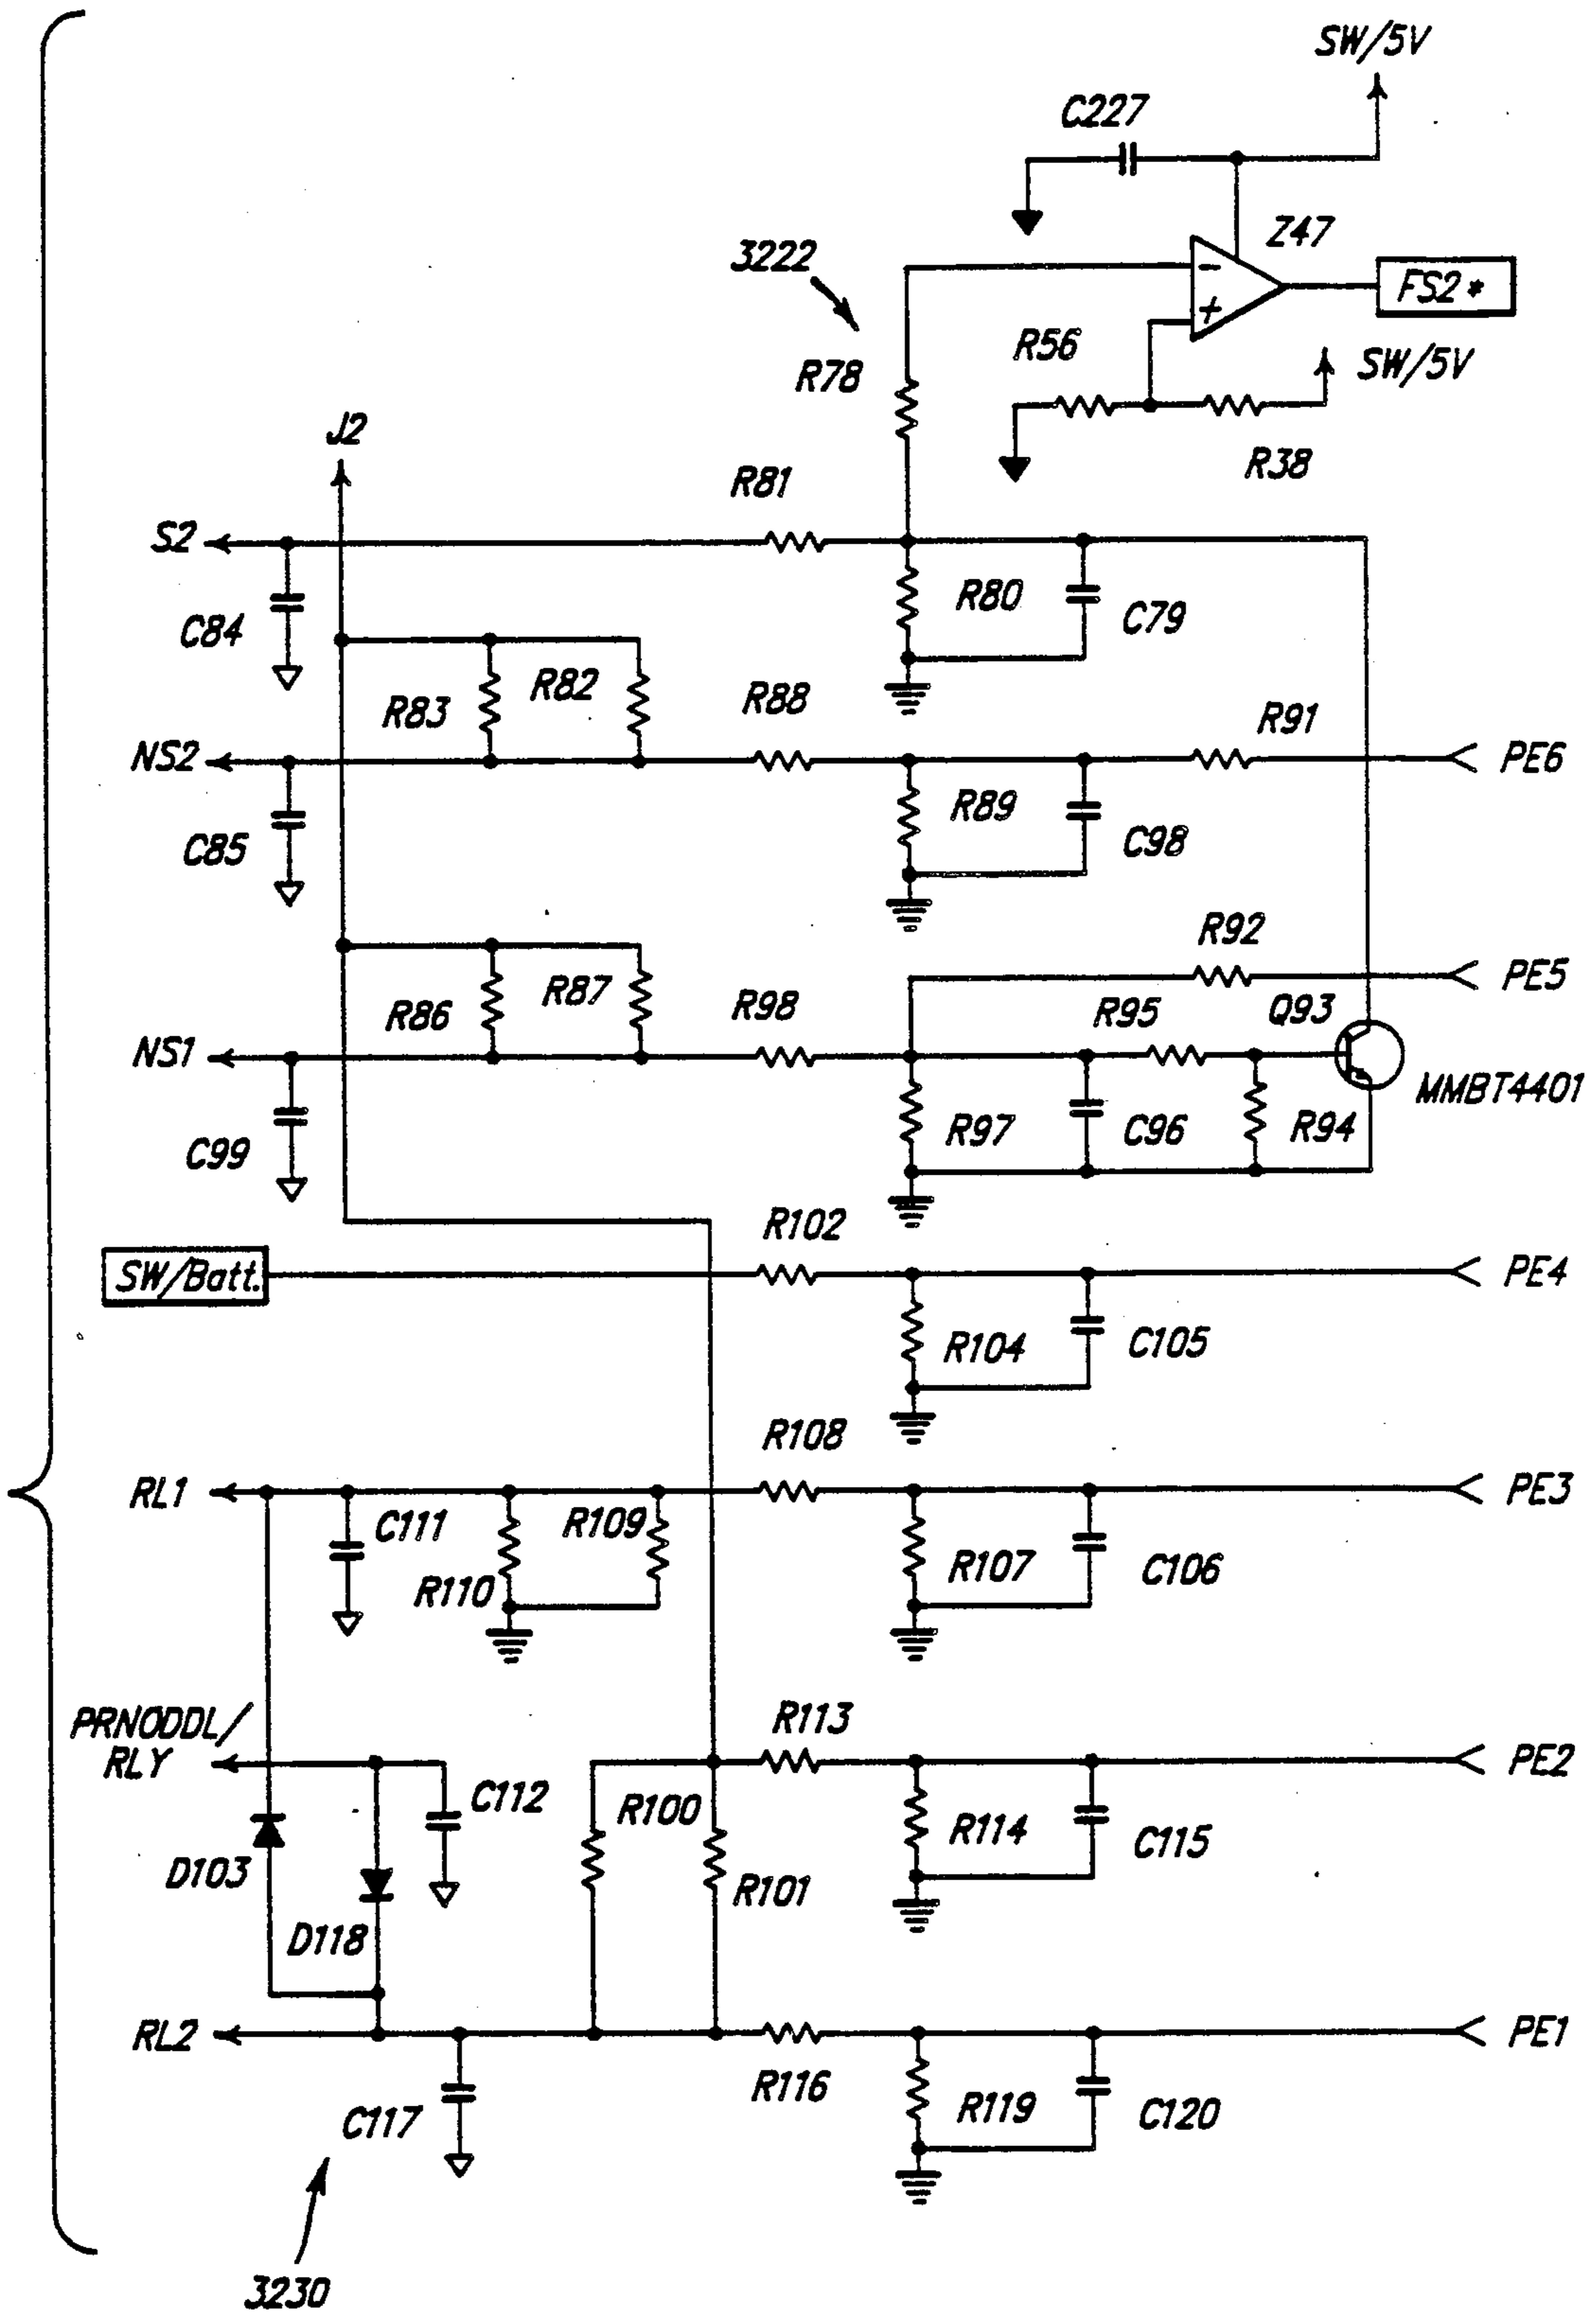 SW/5V
C227
Z47
3222
FS2*
R56
SW/5V
R78
J2
R38
R81
S2
R80
C79
C84
R82
R83
R88
R91
NS2
PE6
R89
C98
C85
R92
R87
PE5
R86
R98
R95
Q93
NS1
MMBT4401
R97
C96
R94
C99
R102
SW/Batt.
PE4
R104
C105
R108
RL1
PE3
C111
R109
R107
C106
R110
PRNODDL/
RLY
R113
PE2
C112
R100
R114
C115
D103
R101
D118
RL2
PE1
R116
R119
C120
C117
3230